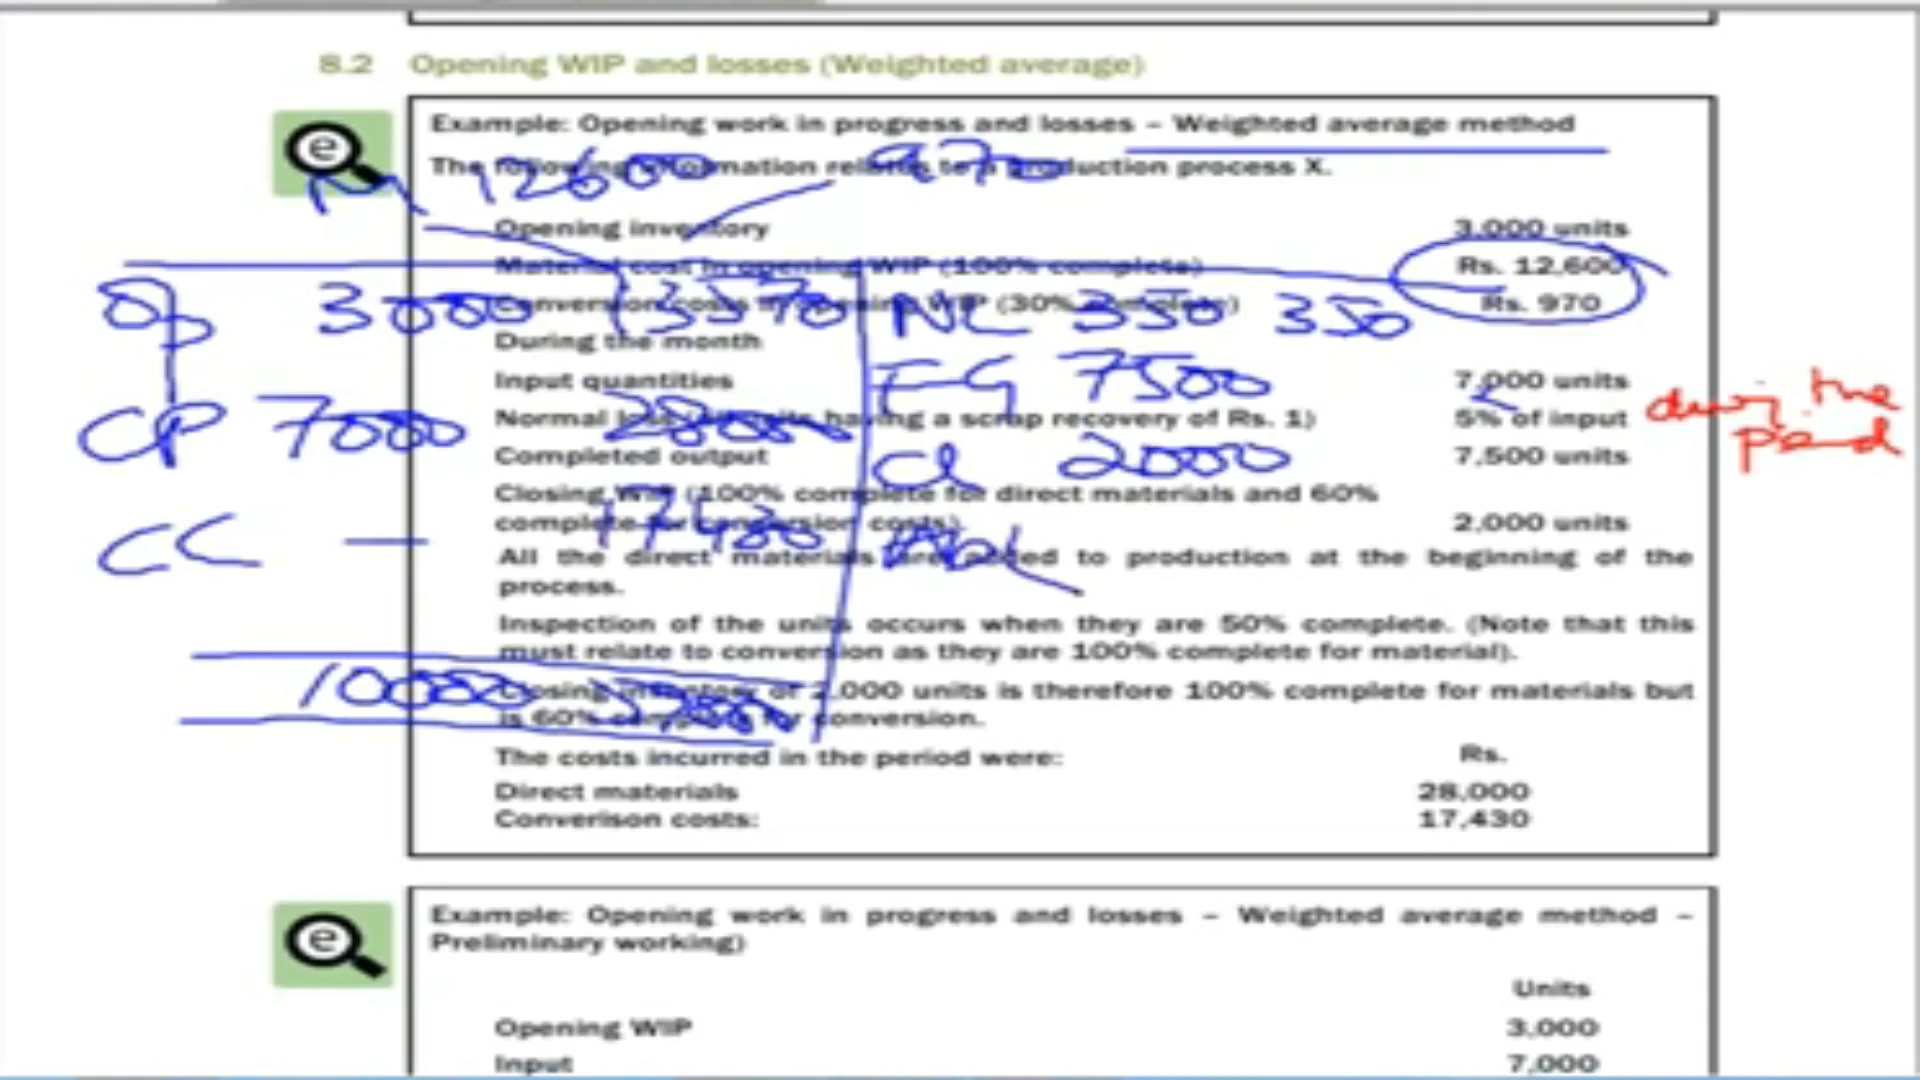 8.2 Opening WIP and losses (Weighted average)
Example: Opening work in progress and losses – Weighted average method
The following information relates to a production process X.
M 12600 970
Opening inventory 3,000 units
Material cost in opening WIP (100% complete) Rs. 12,600
Conversion costs in opening WIP (30% complete) Rs. 970
Op 3000 13570 NL 350 350
During the month
Input quantities 7,000 units
FG 7500
during the period
CP 7000 28000
Normal loss units having a scrap recovery of Rs. 1) 5% of input
Completed output 7,500 units
Cl 2000
Closing WIP (100% complete for direct materials and 60%
complete for conversion costs). 2,000 units
CC — 17430
All the direct materials are added to production at the beginning of the
process.
Inspection of the units occurs when they are 50% complete. (Note that this
must relate to conversion as they are 100% complete for material).
10000
Closing inventory of 2,000 units is therefore 100% complete for materials but
is 60% complete for conversion.
The costs incurred in the period were: Rs.
Direct materials 28,000
Converison costs: 17,430
Example: Opening work in progress and losses – Weighted average method –
Preliminary working)
Units
Opening WIP 3,000
Input 7,000